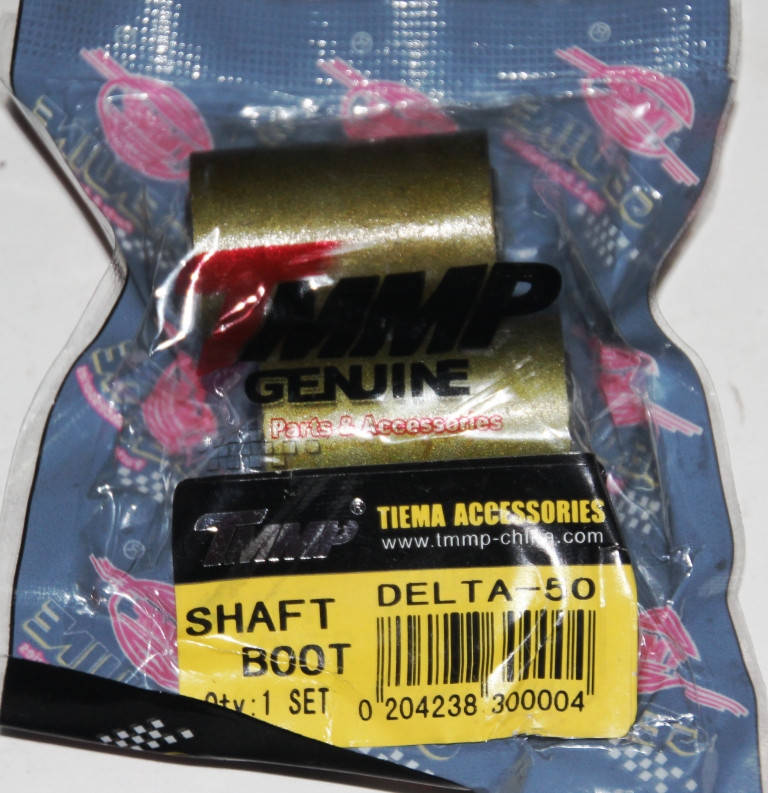 TMMP
GENUINE
Parts & Accessories
TMMP® TIEMA ACCESSORIES
www.tmmp-china.com
DELTA-50
SHAFT
BOOT
Qty:1 SET
0 204238 300004